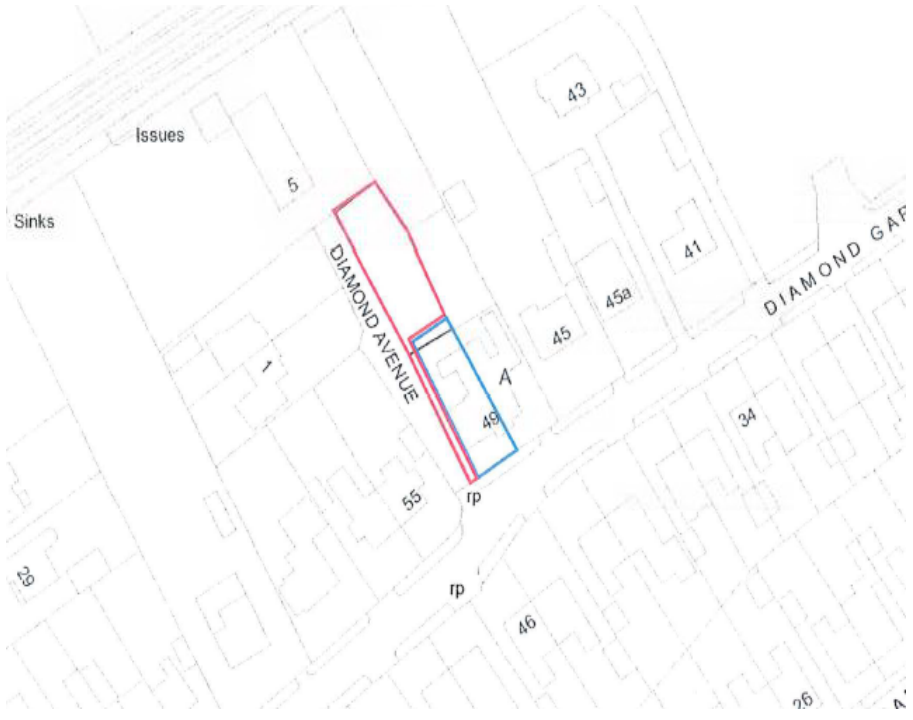 43
Issues
5
Sinks
41
DIAMOND GAR
DIAMOND AVENUE
45a
45
1
A
49
34
55
rp
29
rp
46
26